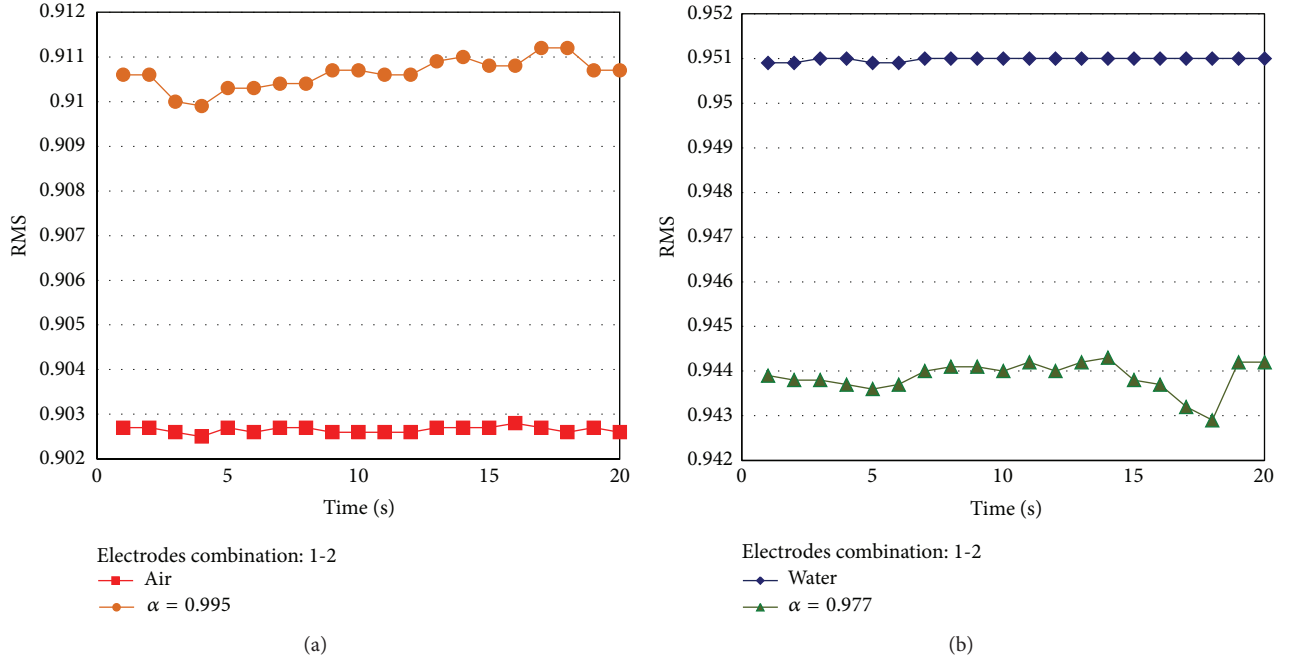 0.912
0.911
0.91
0.909
0.908
0.907
0.906
0.905
0.904
0.903
0.902
RMS
0 5 10 15 20
Time (s)
Electrodes combination: 1-2
Air
α = 0.995
(a)
0.952
0.951
0.95
0.949
0.948
0.947
0.946
0.945
0.944
0.943
0.942
RMS
0 5 10 15 20
Time (s)
Electrodes combination: 1-2
Water
α = 0.977
(b)